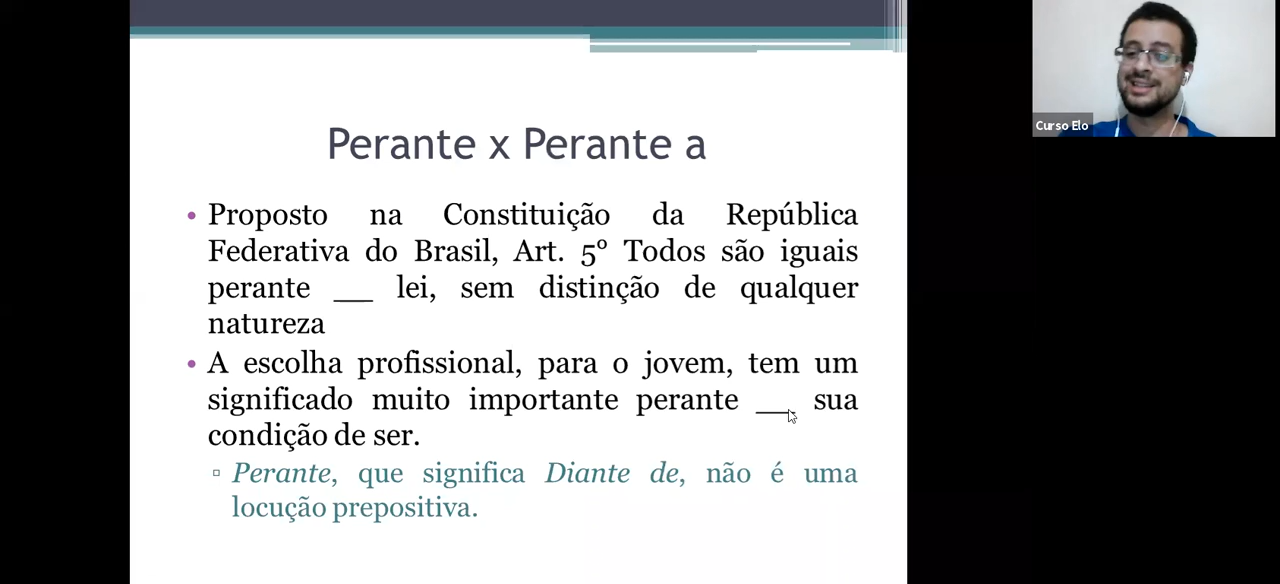 Perante x Perante a
• Proposto na Constituição da República
Federativa do Brasil, Art. 5º Todos são iguais
perante __ lei, sem distinção de qualquer
natureza
• A escolha profissional, para o jovem, tem um
significado muito importante perante __ sua
condição de ser.
▫ Perante, que significa Diante de, não é uma
locução prepositiva.
Curso Elo